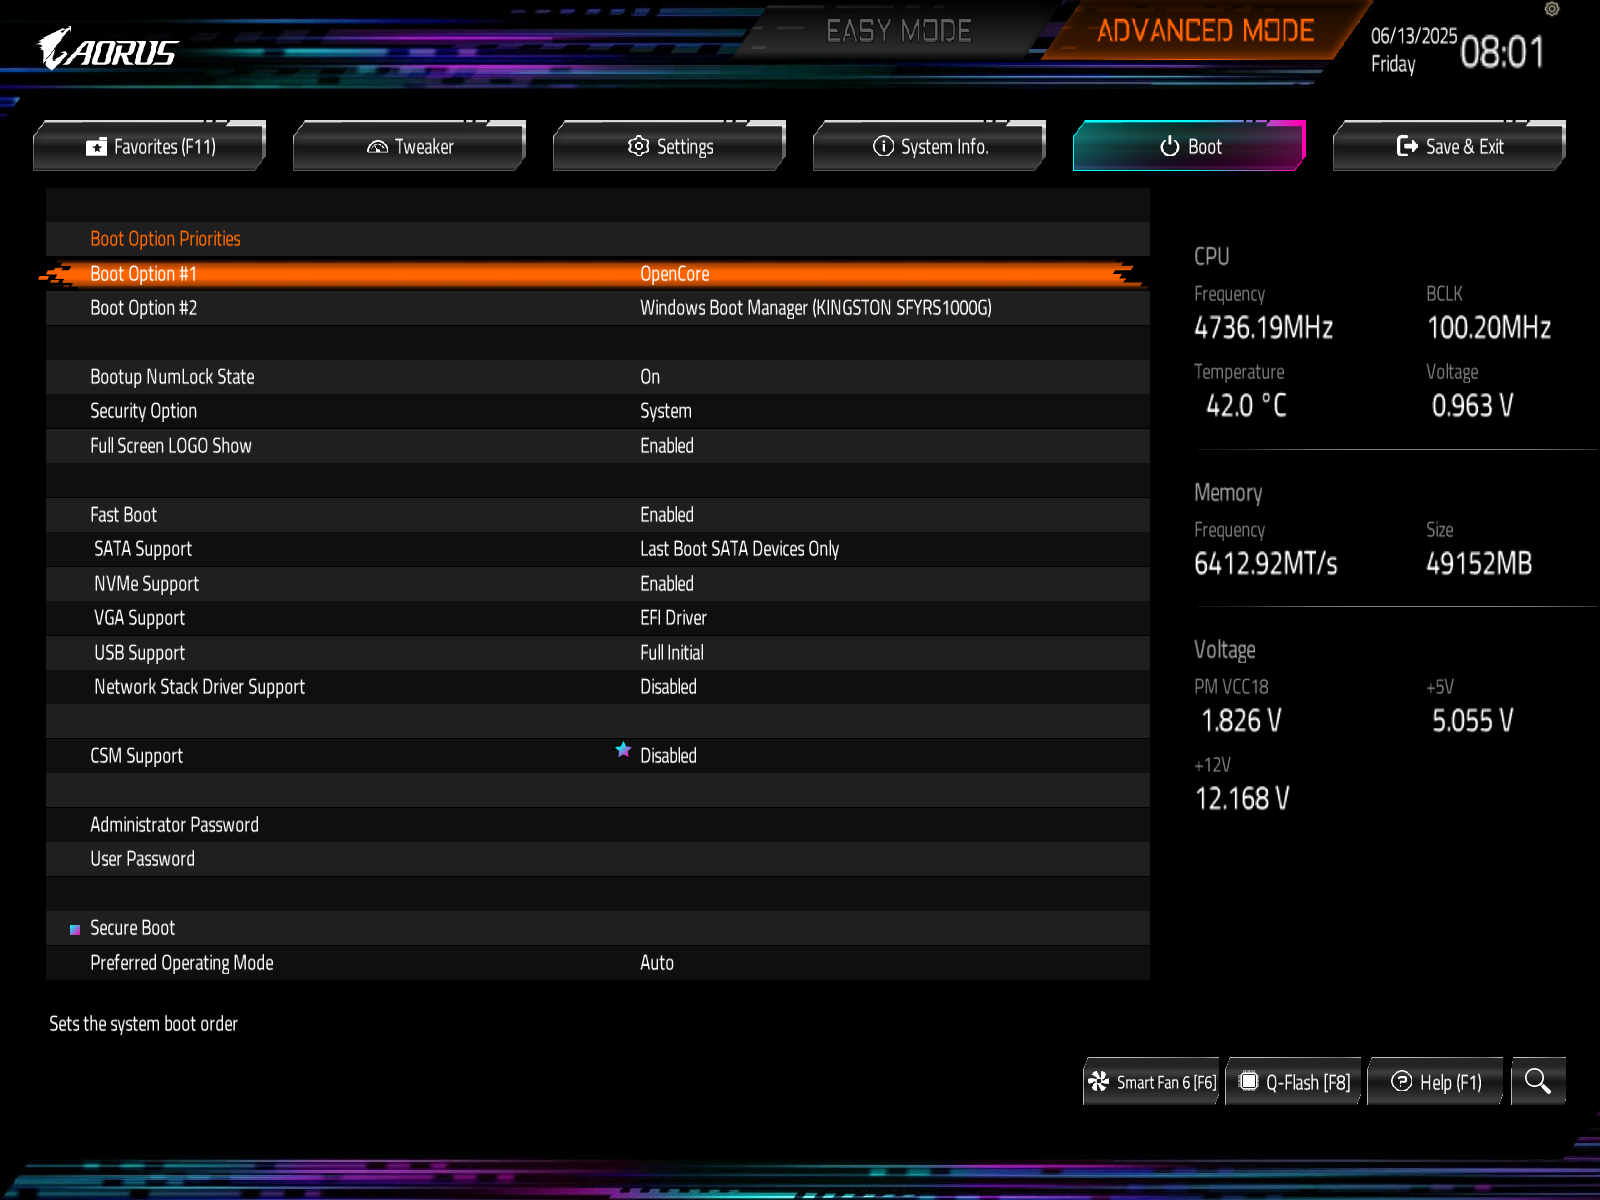 AORUS
EASY MODE
ADVANCED MODE
06/13/2025
Friday
08:01
Favorites (F11)
Tweaker
Settings
System Info.
Boot
Save & Exit
Boot Option Priorities
Boot Option #1 OpenCore
Boot Option #2 Windows Boot Manager (KINGSTON SFYRS1000G)
Bootup NumLock State On
Security Option System
Full Screen LOGO Show Enabled
Fast Boot Enabled
SATA Support Last Boot SATA Devices Only
NVMe Support Enabled
VGA Support EFI Driver
USB Support Full Initial
Network Stack Driver Support Disabled
CSM Support Disabled
Administrator Password
User Password
Secure Boot
Preferred Operating Mode Auto
CPU
Frequency BCLK
4736.19MHz 100.20MHz
Temperature Voltage
42.0 °C 0.963 V
Memory
Frequency Size
6412.92MT/s 49152MB
Voltage
PM VCC18 +5V
1.826 V 5.055 V
+12V
12.168 V
Sets the system boot order
Smart Fan 6 [F6]
Q-Flash [F8]
Help (F1)